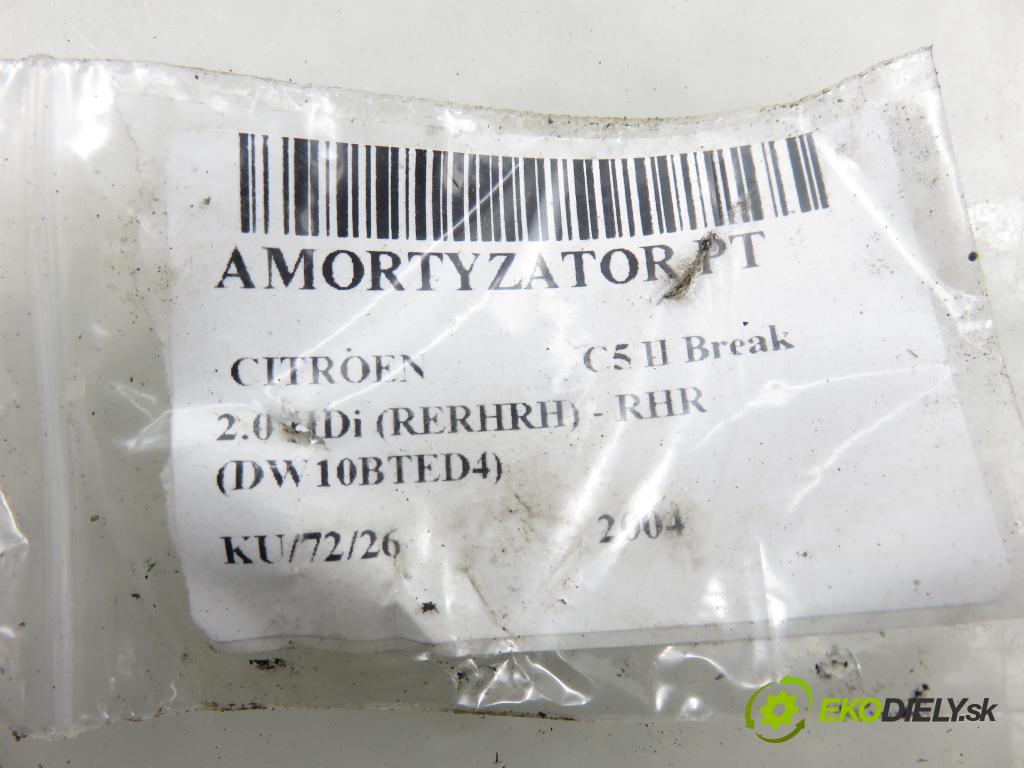 AMORTYZATOR PT
CITROEN C5 II Break
2.0 HDi (RERHRH) - RHR
(DW10BTED4)
KU/72/26 2004
EKODIELY.sk